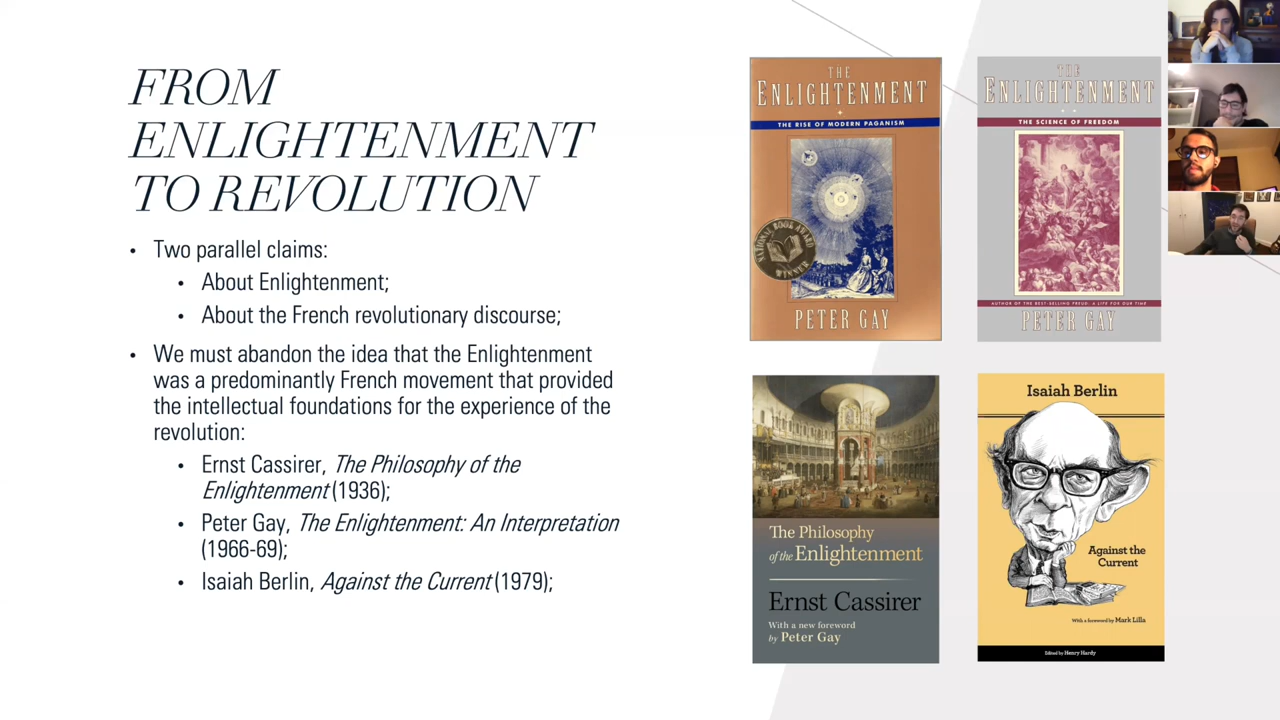 FROM
ENLIGHTENMENT
TO REVOLUTION
• Two parallel claims:
• About Enlightenment;
• About the French revolutionary discourse;
• We must abandon the idea that the Enlightenment
was a predominantly French movement that provided
the intellectual foundations for the experience of the
revolution:
• Ernst Cassirer, The Philosophy of the
Enlightenment (1936);
• Peter Gay, The Enlightenment: An Interpretation
(1966-69);
• Isaiah Berlin, Against the Current (1979);
THE
ENLIGHTENMENT
THE RISE OF MODERN PAGANISM
NATIONAL BOOK AWARD
WINNER
PETER GAY
THE
ENLIGHTENMENT
THE SCIENCE OF FREEDOM
AUTHOR OF THE BEST-SELLING FREUD: A LIFE FOR OUR TIME
PETER GAY
The Philosophy
of the Enlightenment
Ernst Cassirer
With a new foreword
by Peter Gay
Isaiah Berlin
Against the
Current
With a foreword by Mark Lilla
Edited by Henry Hardy